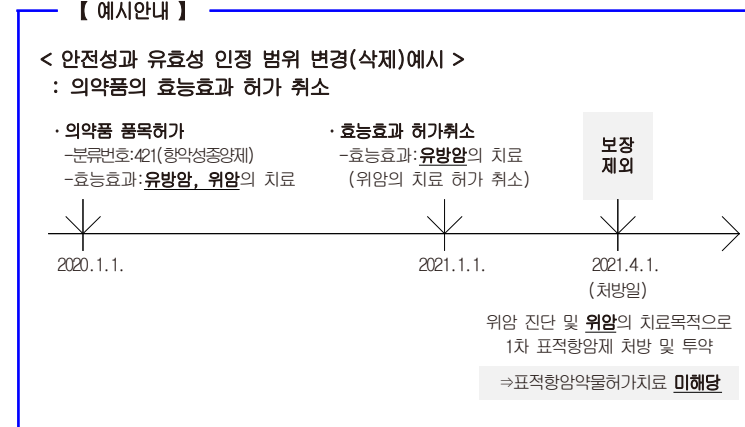 【 예시안내 】
< 안전성과 유효성 인정 범위 변경(삭제)예시 >
: 의약품의 효능효과 허가 취소
· 의약품 품목허가
-분류번호:421(항악성종양제)
-효능효과:유방암, 위암의 치료
· 효능효과 허가취소
-효능효과:유방암의 치료
(위암의 치료 허가 취소)
보장
제외
2020.1.1.
2021.1.1.
2021.4.1.
(처방일)
위암 진단 및 위암의 치료목적으로
1차 표적항암제 처방 및 투약
⇒표적항암약물허가치료 미해당